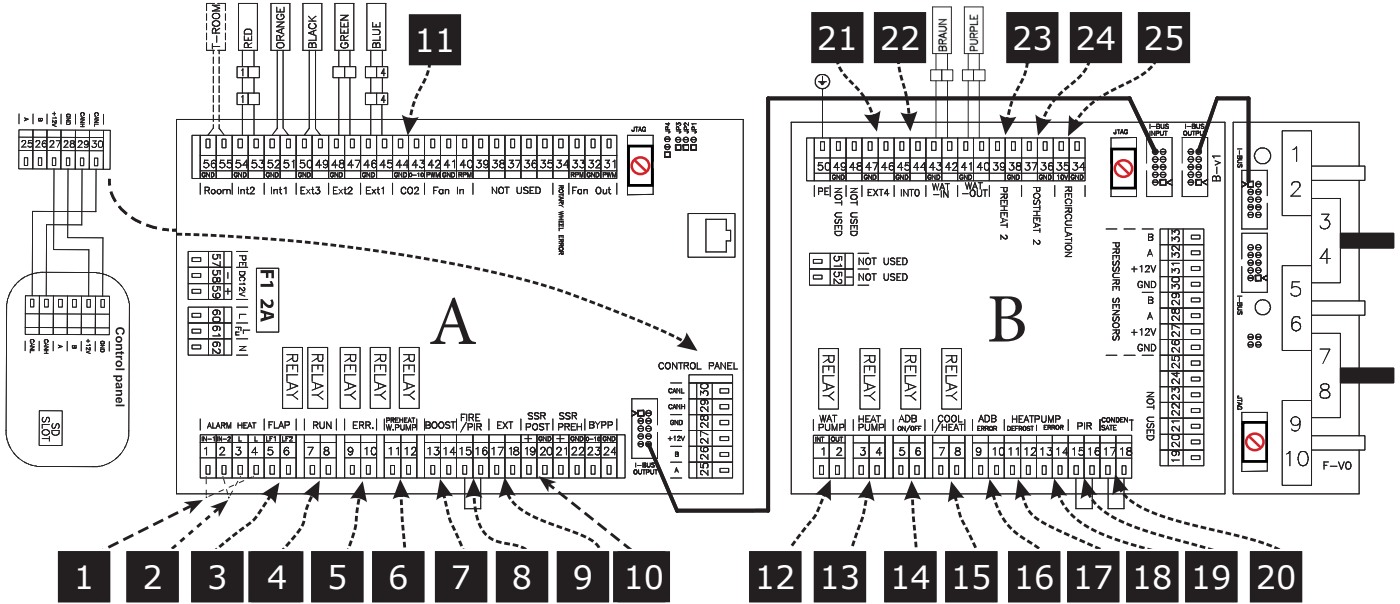 T-ROOM
RED
ORANGE
BLACK
GREEN
BLUE
11
1
1
4
4
JTAG
1P1
1P2
1P3
1P4
56 55 54 53 52 51 50 49 48 47 46 45 44 43 42 41 40 39 38 37 36 35 34 33 32 31
GND GND GND GND GND GND 0-10 PWM GND RPM RPM GND PWM
Room Int2 Int1 Ext3 Ext2 Ext1 CO2 Fan In NOT USED ROTARY WHEEL ERROR Fan Out
CANL
CANH
GND
+12V
B
A
25 26 27 28 29 30
57 58 59
PE - +
DC12V
F1 2A
60 61 62
L L N
Fu
A
RELAY
RELAY
RELAY
RELAY
RELAY
CONTROL PANEL
30 CANL
29 CANH
28 GND
27 +12V
26 B
25 A
I-BUS
OUTPUT
ALARM HEAT FLAP RUN ERR. PREHEAT W.PUMP BOOST FIRE /PIR EXT SSR POST SSR PREH BYPP
IN-1 IN-2 L L LF1 LF2 + GND + GND 0-10 GND
1 2 3 4 5 6 7 8 9 10 11 12 13 14 15 16 17 18 19 20 21 22 23 24
Control panel
CANL
CANH
A
B
+12V
GND
SD
SLOT
1 2 3 4 5 6 7 8 9 10
21
22
BRAUN
PURPLE
23
24
25
50 49 48 47 46 45 44 43 42 41 40 39 38 37 36 35 34
GND GND GND GND GND GND GND 10V GND
PE NOT USED NOT USED EXT4 INT0 WAT -IN WAT -OUT PREHEAT 2 POSTHEAT 2 RECIRCULATION
JTAG
I-BUS
INPUT
I-BUS
OUTPUT
B-v1
51 NOT USED
52 NOT USED
B
PRESSURE SENSORS
B 33
A 32
+12V 31
GND 30
B 29
A 28
+12V 27
GND 26
25
24
23
22
21
20
19
NOT USED
RELAY
RELAY
RELAY
RELAY
WAT PUMP HEAT PUMP ADB ON/OFF COOL /HEAT ADB ERROR HEATPUMP DEFROST ERROR PIR CONDEN-SATE
INT OUT
1 2 3 4 5 6 7 8 9 10 11 12 13 14 15 16 17 18
12 13 14 15 16 17 18 19 20
I-BUS
I-BUS
JTAG
1
2
3
4
5
6
7
8
9
10
F-V0